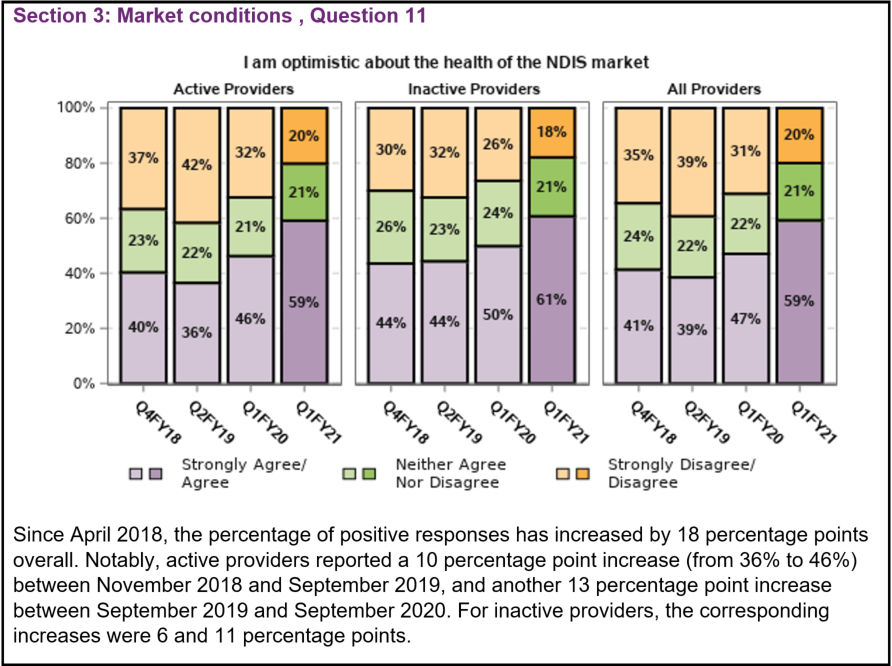 Section 3: Market conditions , Question 11
I am optimistic about the health of the NDIS market
Active Providers
Inactive Providers
All Providers
100%
80%
60%
40%
20%
0%
37%
42%
32%
20%
23%
22%
21%
21%
40%
36%
46%
59%
30%
32%
26%
18%
26%
23%
24%
21%
44%
44%
50%
61%
35%
39%
31%
20%
24%
22%
22%
21%
41%
39%
47%
59%
Q4FY18
Q2FY19
Q1FY20
Q1FY21
Q4FY18
Q2FY19
Q1FY20
Q1FY21
Q4FY18
Q2FY19
Q1FY20
Q1FY21
Strongly Agree/
Agree
Neither Agree
Nor Disagree
Strongly Disagree/
Disagree
Since April 2018, the percentage of positive responses has increased by 18 percentage points
overall. Notably, active providers reported a 10 percentage point increase (from 36% to 46%)
between November 2018 and September 2019, and another 13 percentage point increase
between September 2019 and September 2020. For inactive providers, the corresponding
increases were 6 and 11 percentage points.